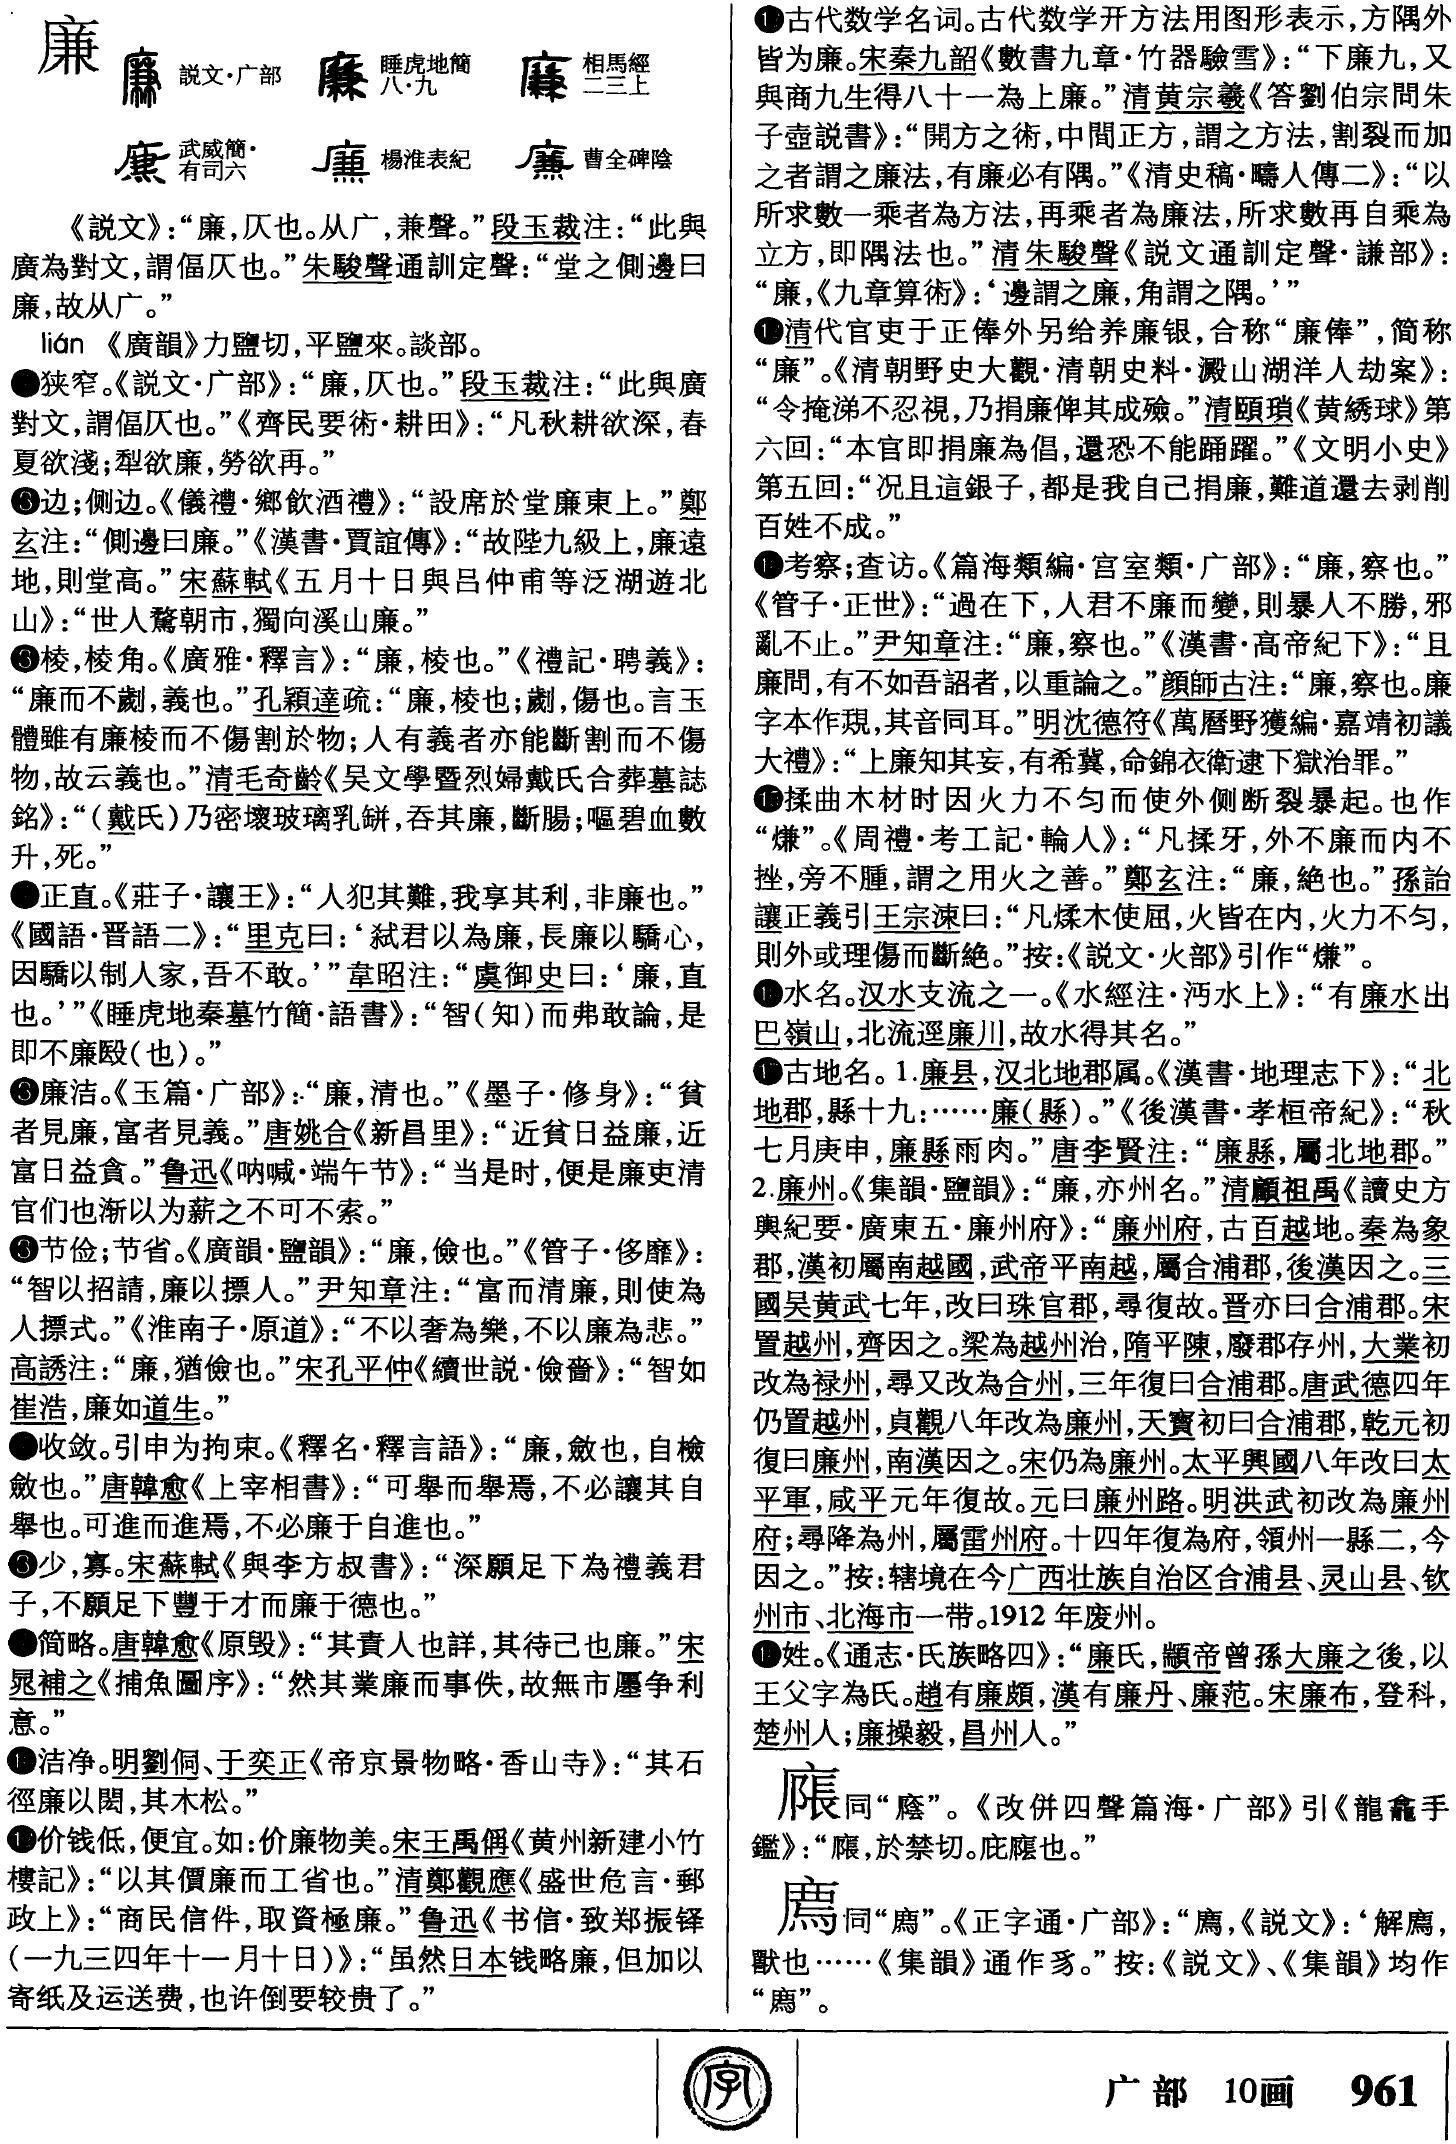 廉
説文·广部
睡虎地簡八·九
相馬經二三上
武威簡·有司六
楊淮表紀
曹全碑陰
《説文》：“廉，仄也。从广，兼聲。”段玉裁注：“此與
廣為對文，謂偪仄也。”朱駿聲通訓定聲：“堂之側邊曰
廉，故从广。”
lián 《廣韻》力鹽切，平鹽來。談部。
狭窄。《説文·广部》：“廉，仄也。”段玉裁注：“此與廣
對文，謂偪仄也。”《齊民要術·耕田》：“凡秋耕欲深，春
夏欲淺；犁欲廉，勞欲再。”
边；侧边。《儀禮·鄉飲酒禮》：“設席於堂廉東上。”鄭
玄注：“側邊曰廉。”《漢書·賈誼傳》：“故陛九級上，廉遠
地，則堂高。”宋蘇軾《五月十日與吕仲甫等泛湖遊北
山》：“世人騖朝市，獨向溪山廉。”
棱，棱角。《廣雅·釋言》：“廉，棱也。”《禮記·聘義》：
“廉而不劌，義也。”孔穎達疏：“廉，棱也；劌，傷也。言玉
體雖有廉棱而不傷割於物；人有義者亦能斷割而不傷
物，故云義也。”清毛奇齡《吴文學暨烈婦戴氏合葬墓誌
銘》：“（戴氏）乃密壞玻璃乳缾，吞其廉，斷腸；嘔碧血數
升，死。”
正直。《莊子·讓王》：“人犯其難，我享其利，非廉也。”
《國語·晋語二》：“里克曰：‘弑君以為廉，長廉以驕心，
因驕以制人家，吾不敢。’”韋昭注：“虞御史曰：‘廉，直
也。’”《睡虎地秦墓竹簡·語書》：“智（知）而弗敢論，是
即不廉殹（也）。”
廉洁。《玉篇·广部》：“廉，清也。”《墨子·修身》：“貧
者見廉，富者見義。”唐姚合《新昌里》：“近貧日益廉，近
富日益貪。”鲁迅《呐喊·端午节》：“当是时，便是廉吏清
官们也渐以为薪之不可不索。”
节俭；节省。《廣韻·鹽韻》：“廉，儉也。”《管子·侈靡》：
“智以招請，廉以摽人。”尹知章注：“富而清廉，則使為
人摽式。”《淮南子·原道》：“不以奢為樂，不以廉為悲。”
高誘注：“廉，猶儉也。”宋孔平仲《續世説·儉嗇》：“智如
崔浩，廉如道生。”
收敛。引申为拘束。《釋名·釋言語》：“廉，斂也，自檢
斂也。”唐韓愈《上宰相書》：“可舉而舉焉，不必讓其自
舉也。可進而進焉，不必廉于自進也。”
少，寡。宋蘇軾《與李方叔書》：“深願足下為禮義君
子，不願足下豐于才而廉于德也。”
简略。唐韓愈《原毁》：“其責人也詳，其待己也廉。”宋
晁補之《捕魚圖序》：“然其業廉而事佚，故無市壥争利
意。”
洁净。明劉侗、于奕正《帝京景物略·香山寺》：“其石
徑廉以闊，其木松。”
价钱低，便宜。如：价廉物美。宋王禹偁《黄州新建小竹
樓記》：“以其價廉而工省也。”清鄭觀應《盛世危言·郵
政上》：“商民信件，取資極廉。”鲁迅《书信·致郑振铎
（一九三四年十一月十日）》：“虽然日本钱略廉，但加以
寄纸及运送费，也许倒要较贵了。”
古代数学名词。古代数学开方法用图形表示，方隅外
皆为廉。宋秦九韶《數書九章·竹器驗雪》：“下廉九，又
與商九生得八十一為上廉。”清黄宗羲《答劉伯宗問朱
子壺説書》：“開方之術，中間正方，謂之方法，割裂而加
之者謂之廉法，有廉必有隅。”《清史稿·疇人傳二》：“以
所求數一乘者為方法，再乘者為廉法，所求數再自乘為
立方，即隅法也。”清朱駿聲《説文通訓定聲·謙部》：
“廉，《九章算術》：‘邊謂之廉，角謂之隅。’”
清代官吏于正俸外另给养廉银，合称“廉俸”，简称
“廉”。《清朝野史大觀·清朝史料·澱山湖洋人劫案》：
“令掩涕不忍視，乃捐廉俾其成殮。”清頤瑣《黄綉球》第
六回：“本官即捐廉為倡，還恐不能踊躍。”《文明小史》
第五回：“况且這銀子，都是我自己捐廉，難道還去剥削
百姓不成。”
考察；查访。《篇海類編·宫室類·广部》：“廉，察也。”
《管子·正世》：“過在下，人君不廉而變，則暴人不勝，邪
亂不止。”尹知章注：“廉，察也。”《漢書·高帝紀下》：“且
廉問，有不如吾詔者，以重論之。”顔師古注：“廉，察也。廉
字本作覝，其音同耳。”明沈德符《萬曆野獲編·嘉靖初議
大禮》：“上廉知其妄，有希冀，命錦衣衛逮下獄治罪。”
揉曲木材时因火力不匀而使外侧断裂暴起。也作
“熑”。《周禮·考工記·輪人》：“凡揉牙，外不廉而内不
挫，旁不腫，謂之用火之善。”鄭玄注：“廉，絶也。”孫詒
讓正義引王宗涑曰：“凡煣木使屈，火皆在内，火力不匀，
則外或理傷而斷絶。”按：《説文·火部》引作“熑”。
水名。汉水支流之一。《水經注·沔水上》：“有廉水出
巴嶺山，北流逕廉川，故水得其名。”
古地名。1.廉县，汉北地郡属。《漢書·地理志下》：“北
地郡，縣十九：……廉（縣）。”《後漢書·孝桓帝紀》：“秋
七月庚申，廉縣雨肉。”唐李賢注：“廉縣，屬北地郡。”
2.廉州。《集韻·鹽韻》：“廉，亦州名。”清顧祖禹《讀史方
輿紀要·廣東五·廉州府》：“廉州府，古百越地。秦為象
郡，漢初屬南越國，武帝平南越，屬合浦郡，後漢因之。三
國吴黄武七年，改曰珠官郡，尋復故。晋亦曰合浦郡。宋
置越州，齊因之。梁為越州治，隋平陳，廢郡存州，大業初
改為禄州，尋又改為合州，三年復曰合浦郡。唐武德四年
仍置越州，貞觀八年改為廉州，天寶初曰合浦郡，乾元初
復曰廉州，南漢因之。宋仍為廉州。太平興國八年改曰太
平軍，咸平元年復故。元曰廉州路。明洪武初改為廉州
府；尋降為州，屬雷州府。十四年復為府，領州一縣二，今
因之。”按：辖境在今广西壮族自治区合浦县、灵山县、钦
州市、北海市一带。1912年废州。
姓。《通志·氏族略四》：“廉氏，顓帝曾孫大廉之後，以
王父字為氏。趙有廉頗，漢有廉丹、廉范。宋廉布，登科，
楚州人；廉操毅，昌州人。”
同“廕”。《改併四聲篇海·广部》引《龍龕手
鑑》：“於禁切。庇廕也。”
同“廌”。《正字通·广部》：“廌，《説文》：‘解廌，
獸也……《集韻》通作豸。”按：《説文》、《集韻》均作
“廌”。
字
广部 10画 961